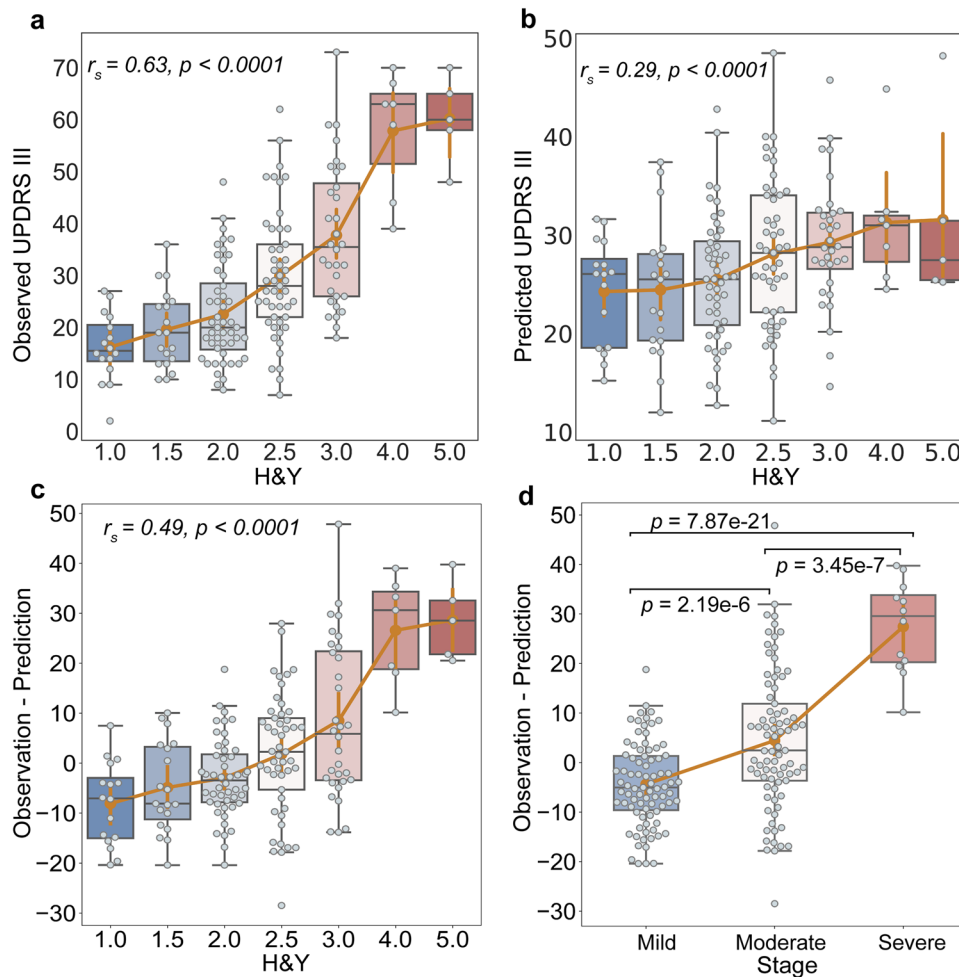 a
r_s = 0.63, p < 0.0001
Observed UPDRS III
70
60
50
40
30
20
10
0
1.0 1.5 2.0 2.5 3.0 4.0 5.0
H&Y
b
r_s = 0.29, p < 0.0001
Predicted UPDRS III
50
40
30
20
10
1.0 1.5 2.0 2.5 3.0 4.0 5.0
H&Y
c
r_s = 0.49, p < 0.0001
Observation - Prediction
50
40
30
20
10
0
−10
−20
−30
1.0 1.5 2.0 2.5 3.0 4.0 5.0
H&Y
d
p = 7.87e-21
p = 3.45e-7
p = 2.19e-6
Observation - Prediction
50
40
30
20
10
0
−10
−20
−30
Mild Moderate Severe
Stage